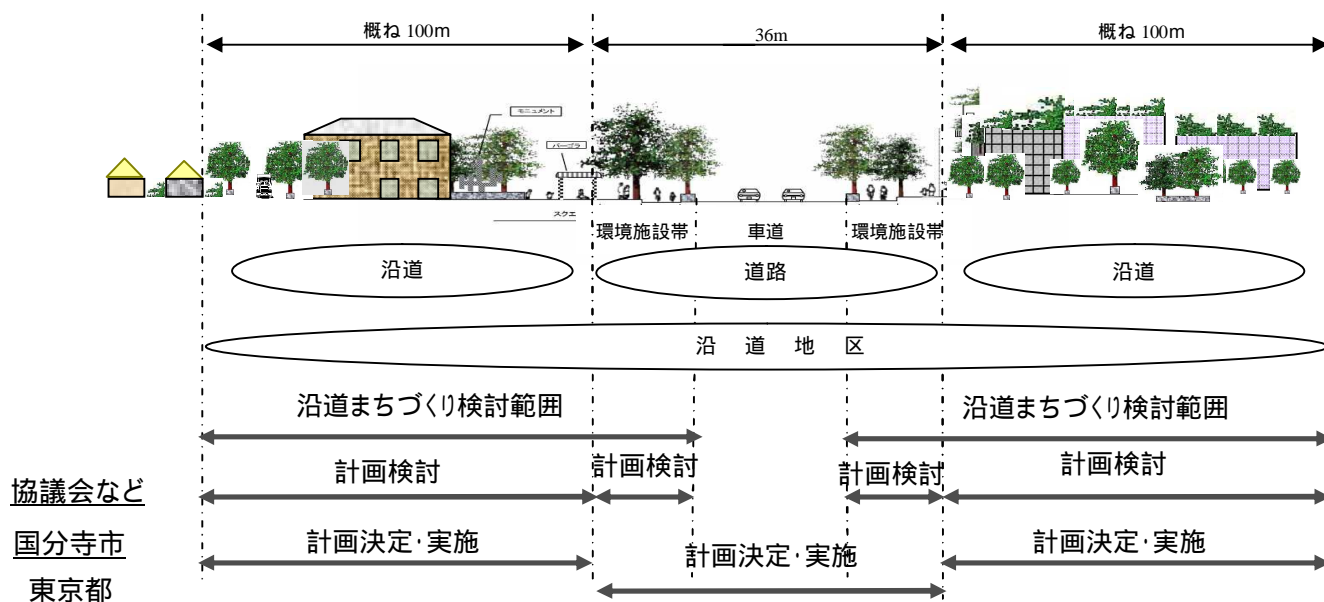 概ね 100m
36m
概ね 100m
モニュメント
パーゴラ
スクエ
環境施設帯
車道
環境施設帯
沿道
道路
沿道
沿道地区
沿道まちづくり検討範囲
沿道まちづくり検討範囲
協議会など
計画検討
計画検討
計画検討
計画検討
国分寺市
計画決定・実施
計画決定・実施
計画決定・実施
東京都